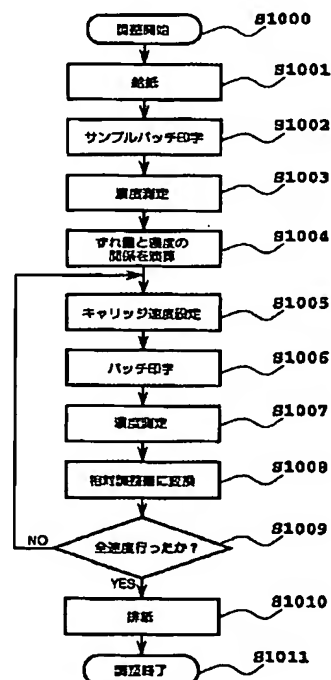 調整開始
S1000
給紙
S1001
サンプルパッチ印字
S1002
濃度測定
S1003
ずれ量と濃度の
関係を演算
S1004
キャリッジ速度設定
S1005
パッチ印字
S1006
濃度測定
S1007
相対調整量に変換
S1008
全速度行ったか?
S1009
NO
YES
排紙
S1010
調整終了
S1011